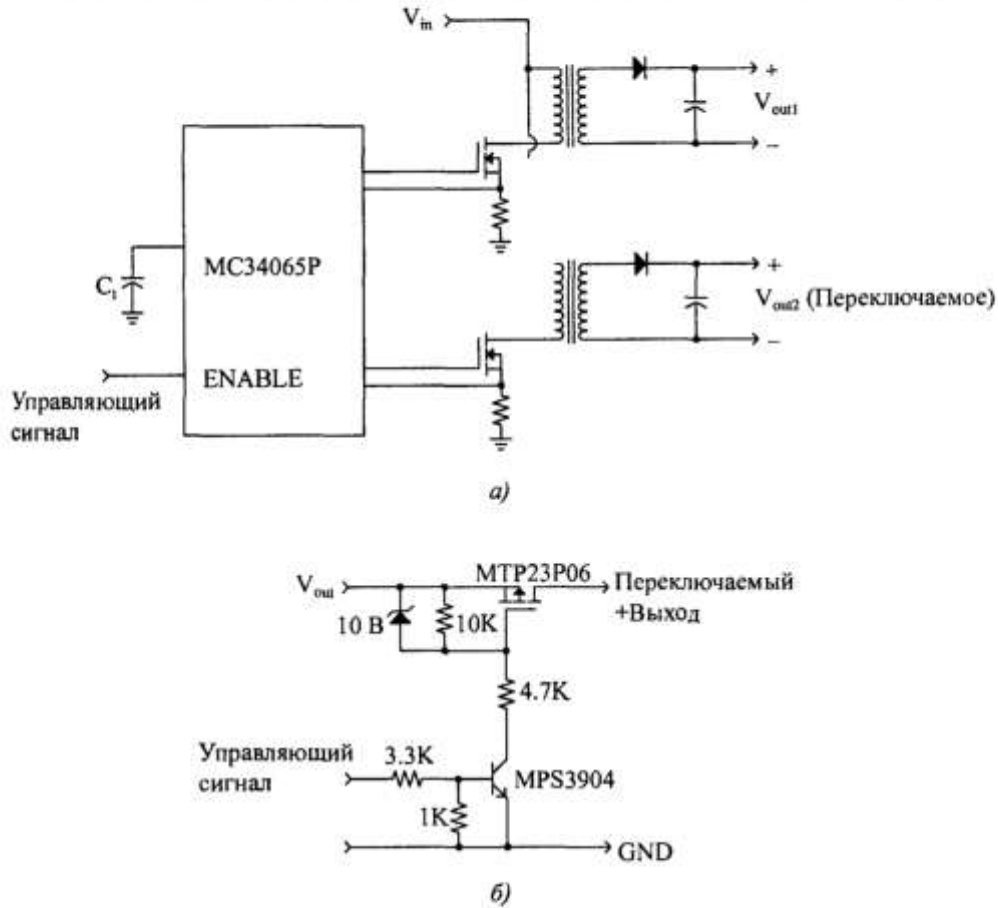 V_in
+
V_out1
−
MC34065P
C_t
+
V_out2 (Переключаемое)
−
ENABLE
Управляющий
сигнал
а)
MTP23P06
V_out
Переключаемый
+Выход
10 В
10K
4.7K
Управляющий
сигнал
3.3K
MPS3904
1K
GND
б)